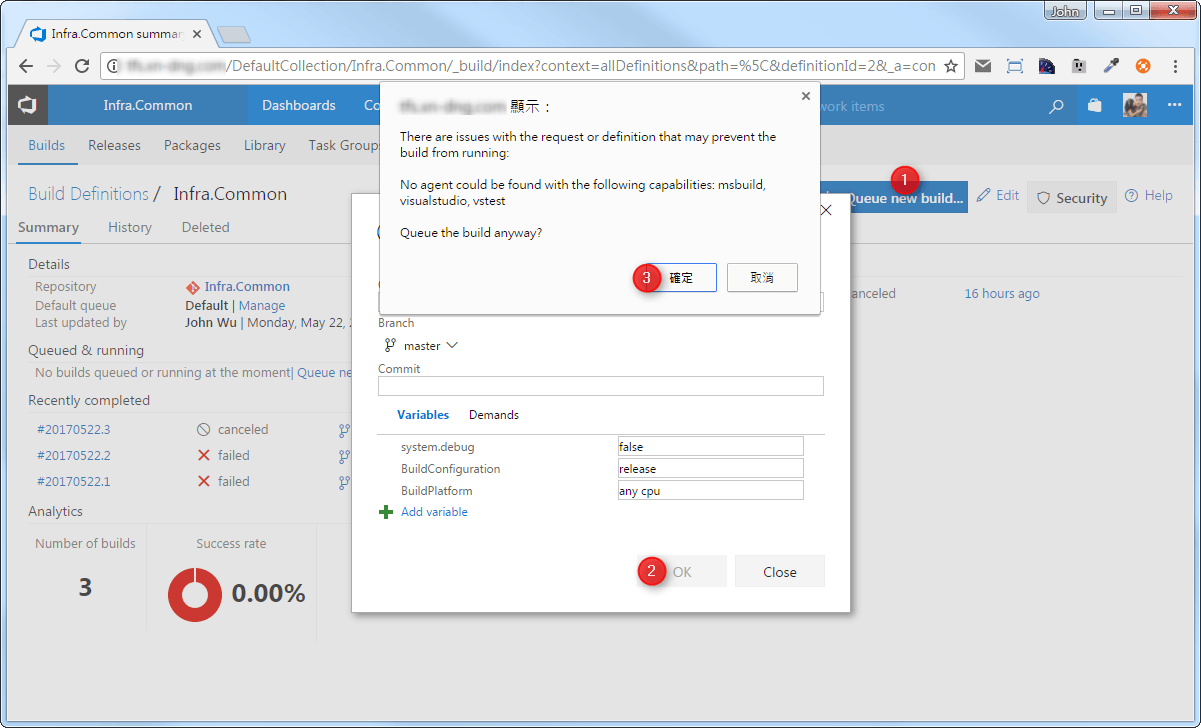 John
Infra.Common summar
/DefaultCollection/Infra.Common/_build/index?context=allDefinitions&path=%5C&definitionId=2&_a=con
Infra.Common
Dashboards
Co
work items
顯示：
There are issues with the request or definition that may prevent the
build from running:
No agent could be found with the following capabilities: msbuild,
visualstudio, vstest
Queue the build anyway?
3
確定
取消
Builds
Releases
Packages
Library
Task Groups
Build Definitions / Infra.Common
1
Queue new build...
Edit
Security
Help
Summary
History
Deleted
Details
Repository
Infra.Common
Default queue
Default | Manage
Last updated by
John Wu | Monday, May 22, 2
anceled
16 hours ago
Queued & running
No builds queued or running at the moment| Queue ne
Recently completed
#20170522.3
canceled
#20170522.2
failed
#20170522.1
failed
Analytics
Number of builds
3
Success rate
0.00%
Branch
master
Commit
Variables
Demands
system.debug
false
BuildConfiguration
release
BuildPlatform
any cpu
Add variable
2
OK
Close